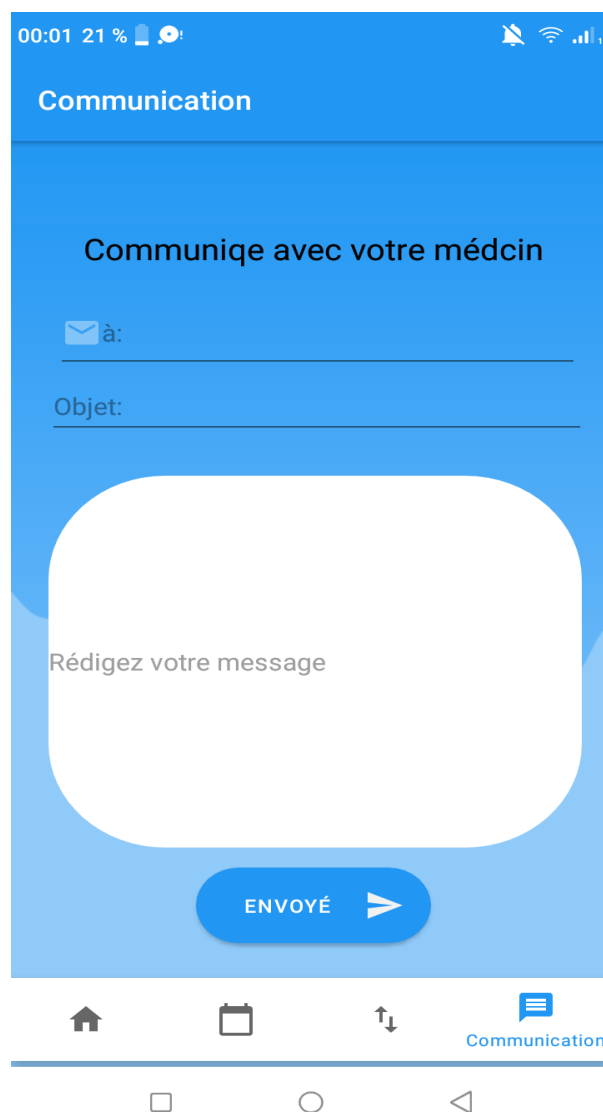 00:01 21 %
Communication
Communiqe avec votre médcin
à:
Objet:
Rédigez votre message
ENVOYÉ
Communication